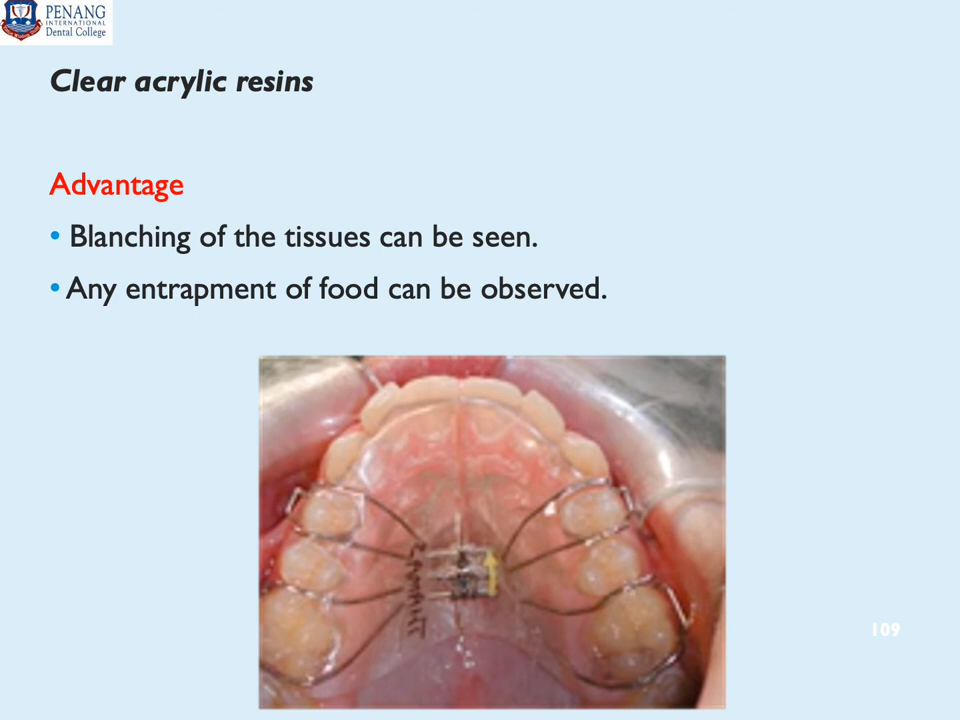 PENANG
INTERNATIONAL
Dental College
Clear acrylic resins
Advantage
• Blanching of the tissues can be seen.
• Any entrapment of food can be observed.
109